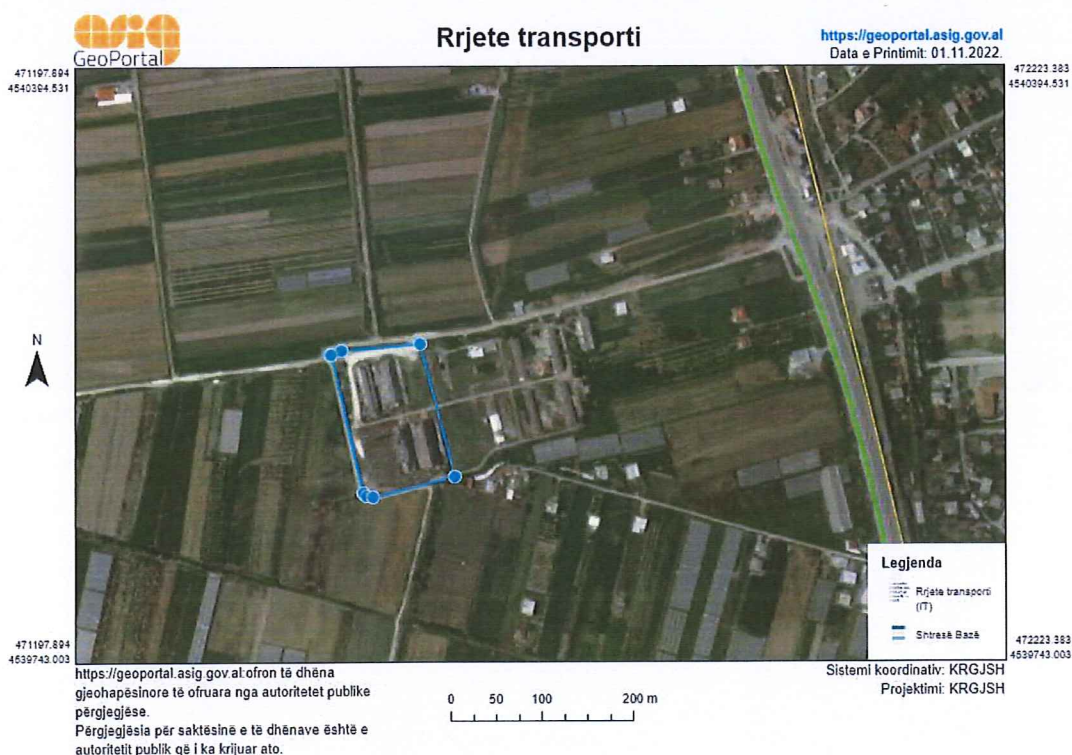 asig
GeoPortal
Rrjete transporti
https://geoportal.asig.gov.al
Data e Printimit: 01.11.2022.
471197.894
4540394.531
472223.383
4540394.531
N
Legjenda
Rrjete transporti
(IT)
Shtresë Bazë
471197.894
4539743.003
472223.383
4539743.003
https://geoportal.asig.gov.al:ofron të dhëna
gjeohapësinore të ofruara nga autoritetet publike
përgjegjëse.
Përgjegjësia për saktësinë e të dhënave është e
autoritetit publik që i ka krijuar ato.
0 50 100 200 m
Sistemi koordinativ: KRGJSH
Projektimi: KRGJSH